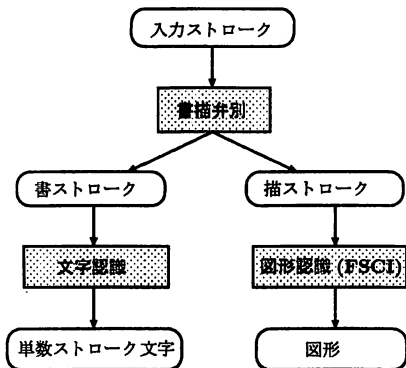 入力ストローク
書描弁別
書ストローク
描ストローク
文字認識
図形認識 (FSCI)
単数ストローク文字
図形